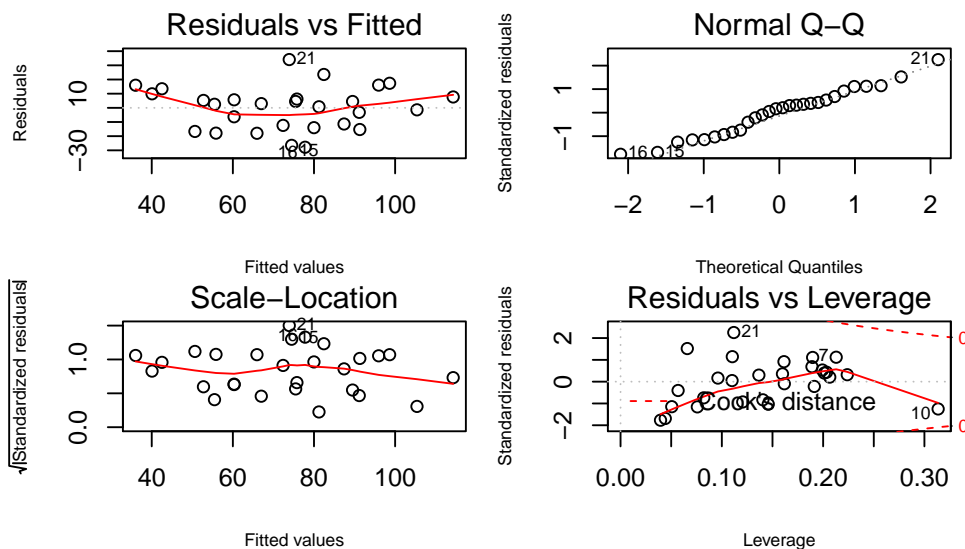 Residuals vs Fitted
Residuals
10
−30
21
16
15
40 60 80 100
Fitted values
Normal Q−Q
Standardized residuals
1
−1
21
16
15
−2 −1 0 1 2
Theoretical Quantiles
Scale−Location
√|Standardized residuals|
1.0
0.0
21
16
15
40 60 80 100
Fitted values
Residuals vs Leverage
Standardized residuals
2
0
−2
21
7
10
Cook's distance
0.00 0.10 0.20 0.30
Leverage